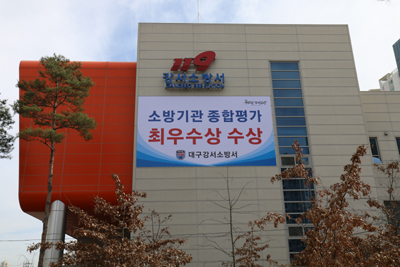 119
강서소방서
소방기관 종합평가
최우수상 수상
대구강서소방서